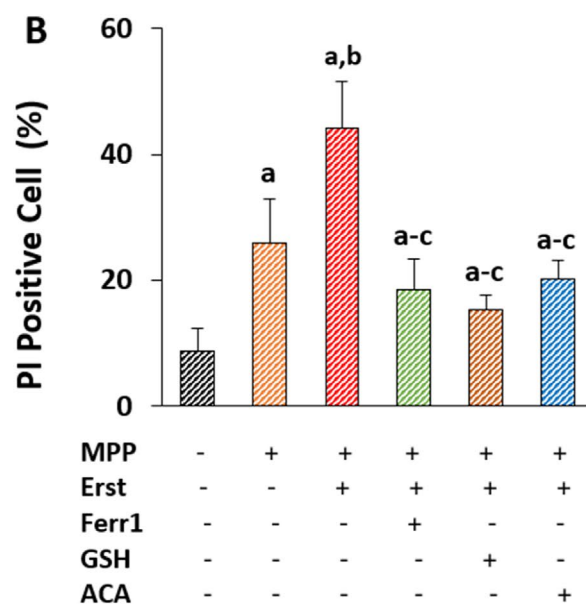 B
PI Positive Cell (%)
60
40
20
0
a
a,b
a-c
a-c
a-c
MPP - + + + + +
Erst - - + + + +
Ferr1 - - - + - -
GSH - - - - + -
ACA - - - - - +